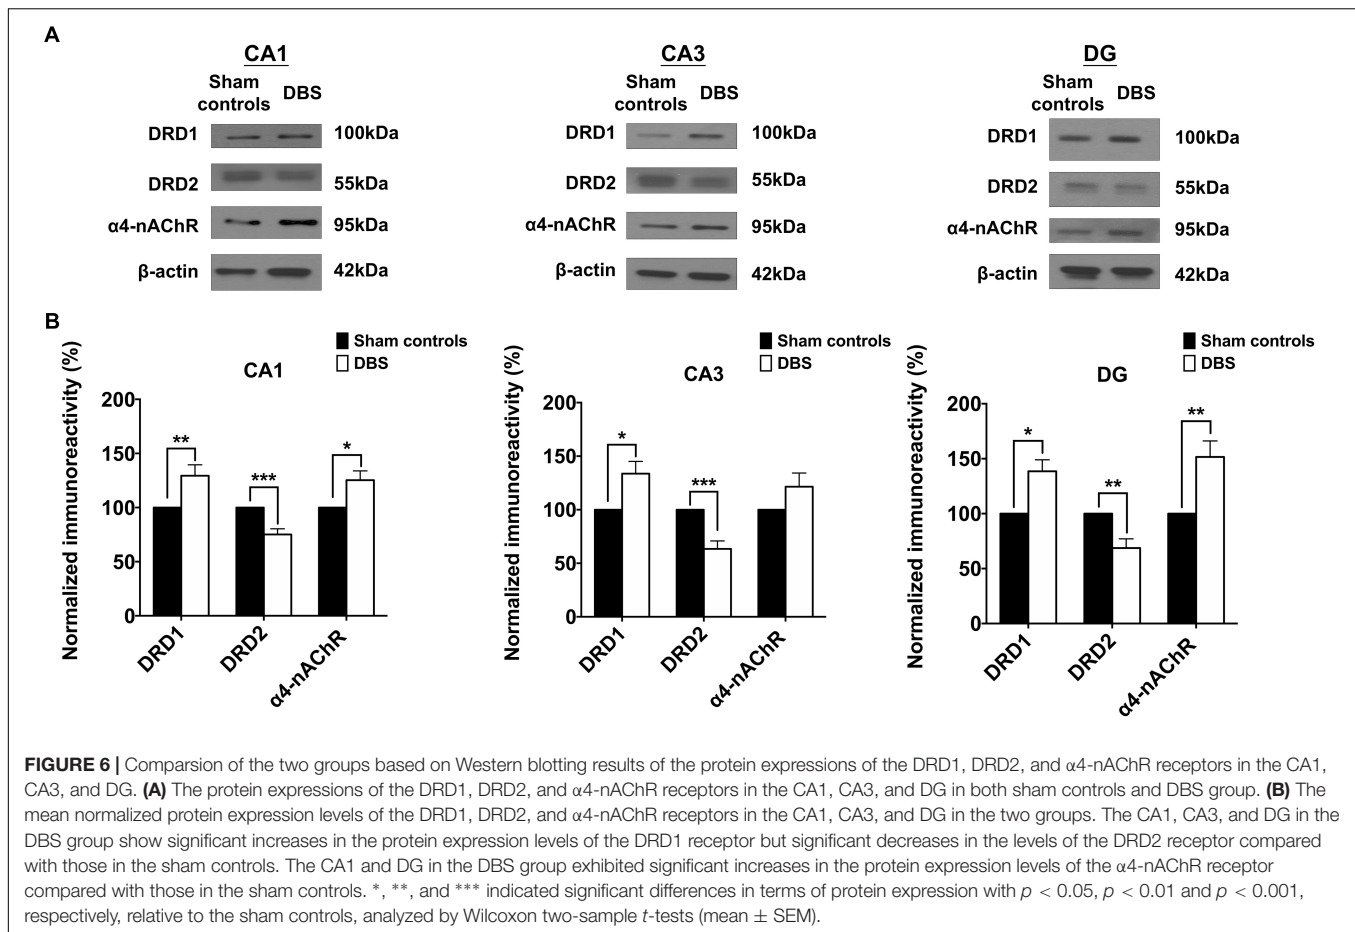 A
CA1
Sham controls
DBS
DRD1
100kDa
DRD2
55kDa
α4-nAChR
95kDa
β-actin
42kDa
CA3
Sham controls
DBS
DRD1
100kDa
DRD2
55kDa
α4-nAChR
95kDa
β-actin
42kDa
DG
Sham controls
DBS
DRD1
100kDa
DRD2
55kDa
α4-nAChR
95kDa
β-actin
42kDa
B
Sham controls
DBS
CA1
Normalized immunoreactivity (%)
200
150
100
50
0
**
***
*
DRD1
DRD2
α4-nAChR
Sham controls
DBS
CA3
Normalized immunoreactivity (%)
200
150
100
50
0
*
***
DRD1
DRD2
α4-nAChR
Sham controls
DBS
DG
Normalized immunoreactivity (%)
200
150
100
50
0
*
**
**
DRD1
DRD2
α4-nAChR
FIGURE 6 | Comparsion of the two groups based on Western blotting results of the protein expressions of the DRD1, DRD2, and α4-nAChR receptors in the CA1,
CA3, and DG. (A) The protein expressions of the DRD1, DRD2, and α4-nAChR receptors in the CA1, CA3, and DG in both sham controls and DBS group. (B) The
mean normalized protein expression levels of the DRD1, DRD2, and α4-nAChR receptors in the CA1, CA3, and DG in the two groups. The CA1, CA3, and DG in the
DBS group show significant increases in the protein expression levels of the DRD1 receptor but significant decreases in the levels of the DRD2 receptor compared
with those in the sham controls. The CA1 and DG in the DBS group exhibited significant increases in the protein expression levels of the α4-nAChR receptor
compared with those in the sham controls. *, **, and *** indicated significant differences in terms of protein expression with p < 0.05, p < 0.01 and p < 0.001,
respectively, relative to the sham controls, analyzed by Wilcoxon two-sample t-tests (mean ± SEM).